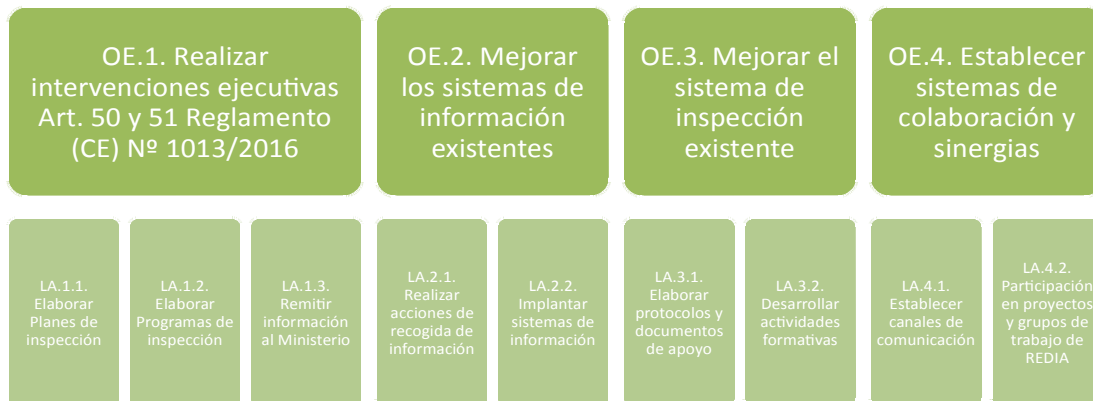 OE.1. Realizar
intervenciones ejecutivas
Art. 50 y 51 Reglamento
(CE) Nº 1013/2016
OE.2. Mejorar
los sistemas de
información
existentes
OE.3. Mejorar el
sistema de
inspección
existente
OE.4. Establecer
sistemas de
colaboración y
sinergias
LA.1.1.
Elaborar
Planes de
inspección
LA.1.2.
Elaborar
Programas de
inspección
LA.1.3.
Remitir
información
al Ministerio
LA.2.1.
Realizar
acciones de
recogida de
información
LA.2.2.
Implantar
sistemas de
información
LA.3.1.
Elaborar
protocolos y
documentos
de apoyo
LA.3.2.
Desarrollar
actividades
formativas
LA.4.1.
Establecer
canales de
comunicación
LA.4.2.
Participación
en proyectos
y grupos de
trabajo de
REDIA